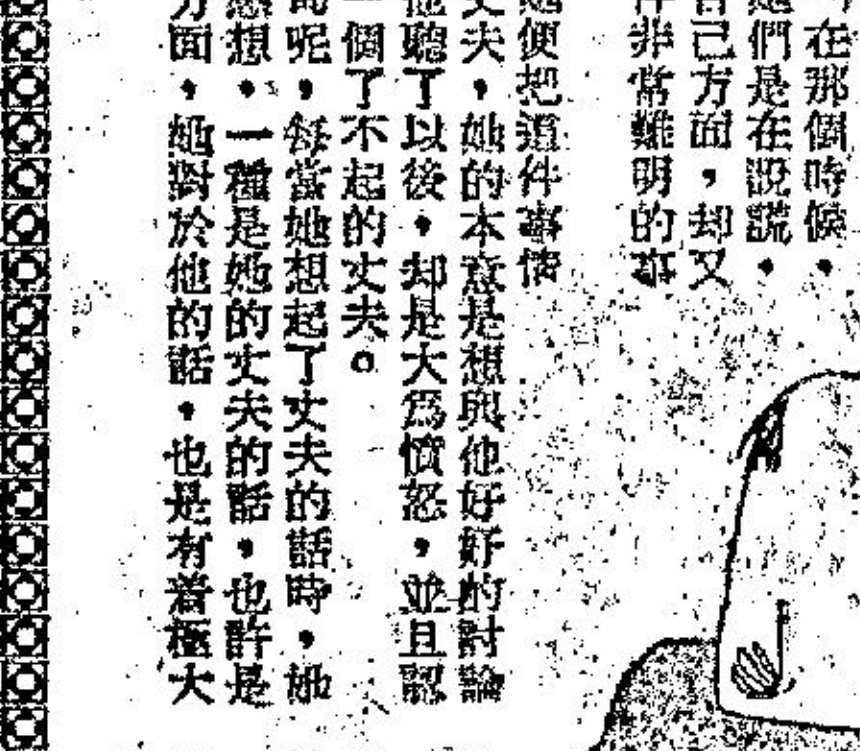 在那個時候，
們是在說謊，
己方面，却又
非常難明的事
便把這件事情
丈夫，她的本意是想與他好好的討論
聽了以後，却是大爲憤怒，並且認
一個了不起的丈夫。
呢，每當她想起了丈夫的話時，她
想，一種是她的丈夫的話，也許是
方面，她對於他的話，也是有着極大